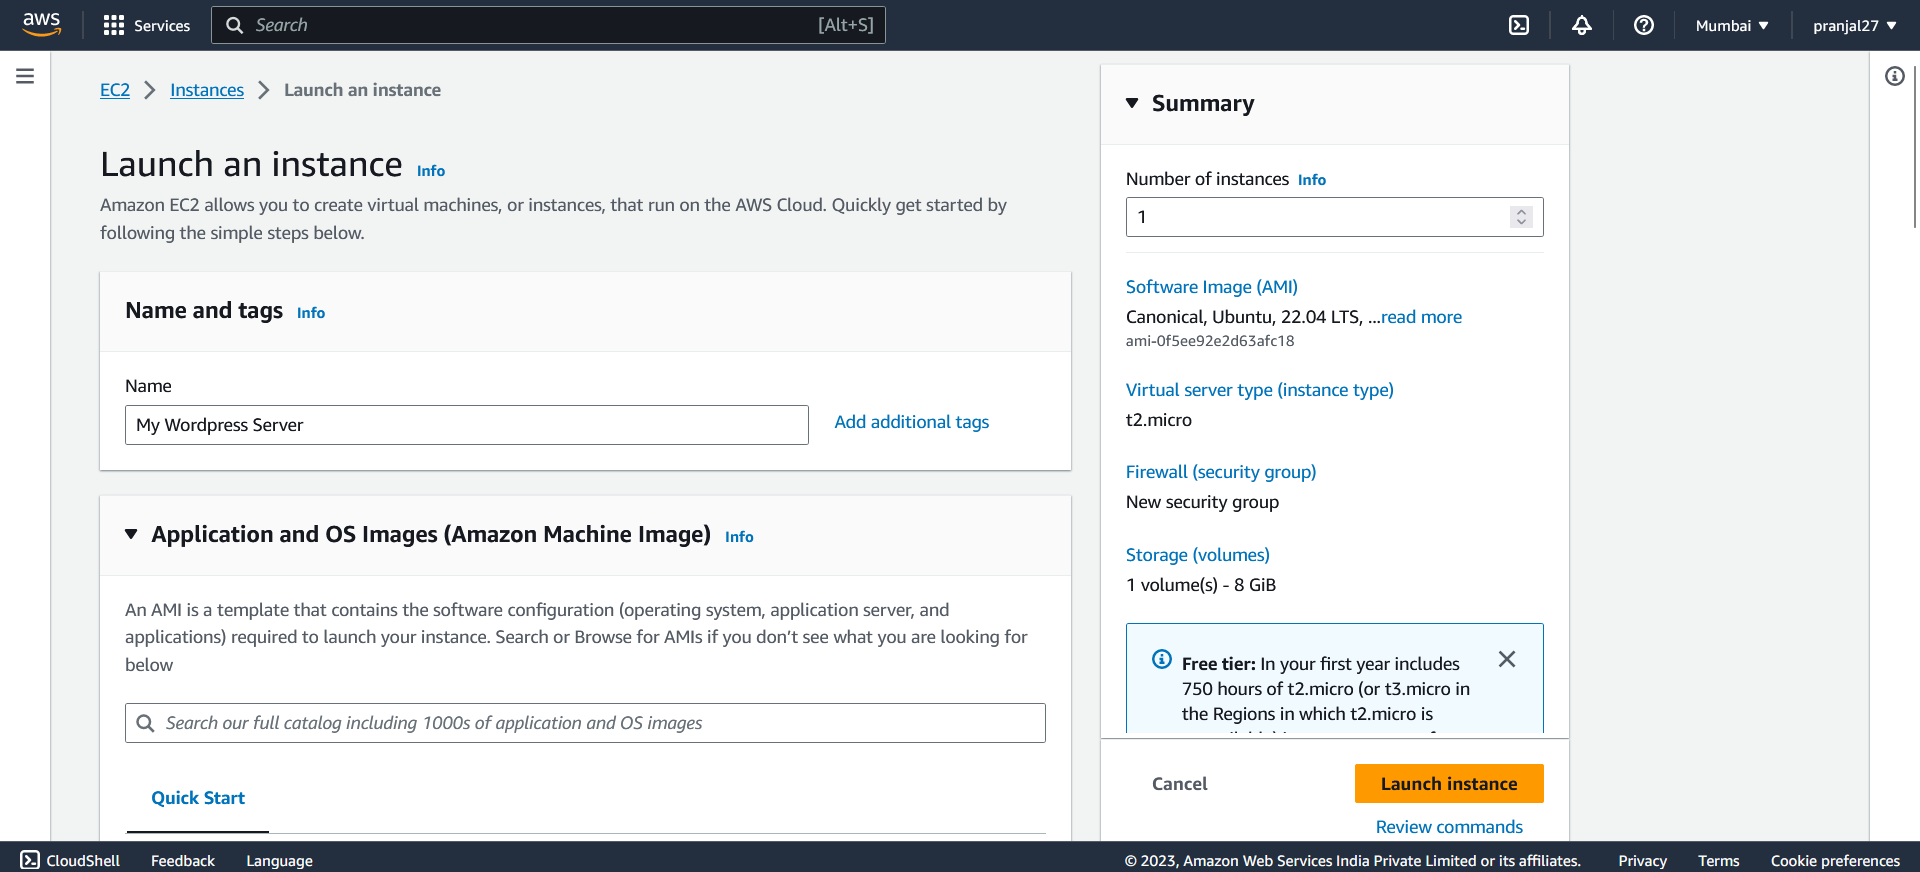 aws
Services
Search [Alt+S]
Mumbai
pranjal27
EC2 Instances Launch an instance
Launch an instance Info
Amazon EC2 allows you to create virtual machines, or instances, that run on the AWS Cloud. Quickly get started by
following the simple steps below.
Name and tags Info
Name
My Wordpress Server
Add additional tags
Application and OS Images (Amazon Machine Image) Info
An AMI is a template that contains the software configuration (operating system, application server, and
applications) required to launch your instance. Search or Browse for AMIs if you don’t see what you are looking for
below
Search our full catalog including 1000s of application and OS images
Quick Start
Summary
Number of instances Info
1
Software Image (AMI)
Canonical, Ubuntu, 22.04 LTS, ...read more
ami-0f5ee92e2d63afc18
Virtual server type (instance type)
t2.micro
Firewall (security group)
New security group
Storage (volumes)
1 volume(s) - 8 GiB
Free tier: In your first year includes
750 hours of t2.micro (or t3.micro in
the Regions in which t2.micro is
Cancel
Launch instance
Review commands
CloudShell
Feedback
Language
© 2023, Amazon Web Services India Private Limited or its affiliates.
Privacy
Terms
Cookie preferences